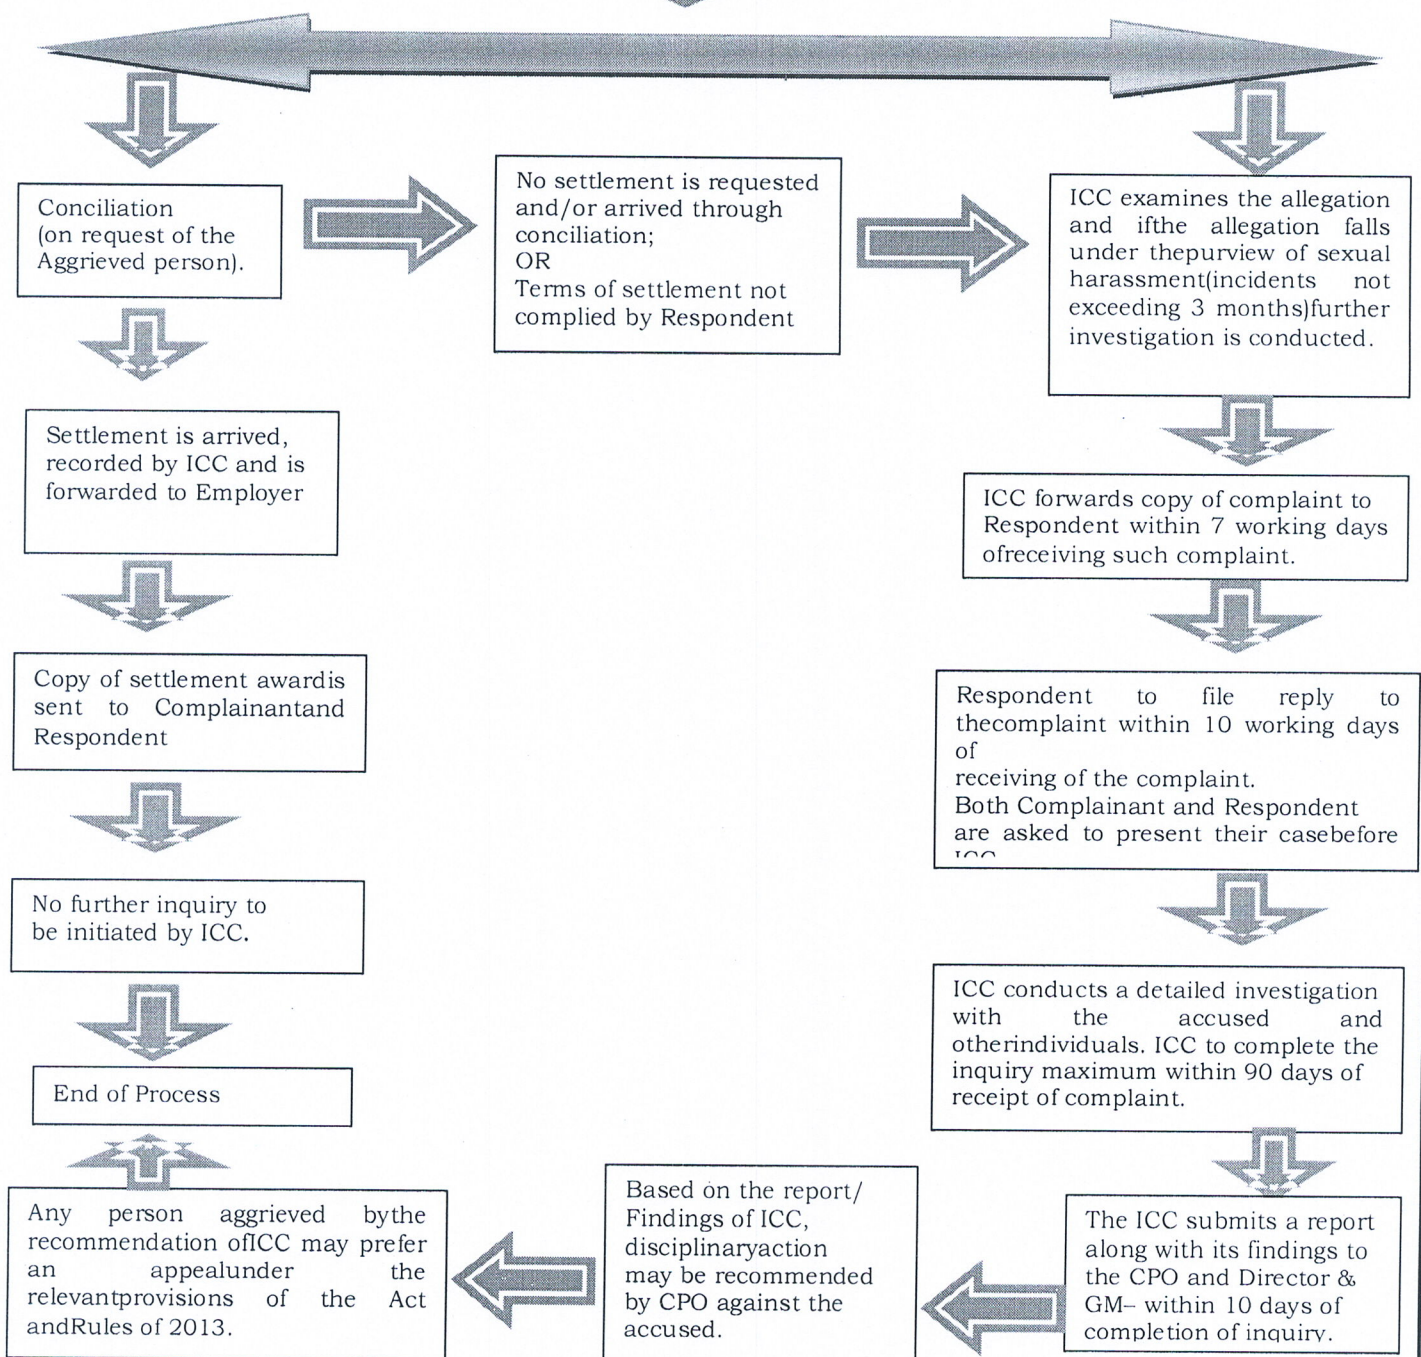 Conciliation
(on request of the
Aggrieved person).
No settlement is requested
and/or arrived through
conciliation;
OR
Terms of settlement not
complied by Respondent
ICC examines the allegation
and ifthe allegation falls
under thepurview of sexual
harassment(incidents not
exceeding 3 months)further
investigation is conducted.
Settlement is arrived,
recorded by ICC and is
forwarded to Employer
ICC forwards copy of complaint to
Respondent within 7 working days
ofreceiving such complaint.
Copy of settlement awardis
sent to Complainantand
Respondent
Respondent to file reply to
thecomplaint within 10 working days
of
receiving of the complaint.
Both Complainant and Respondent
are asked to present their casebefore
No further inquiry to
be initiated by ICC.
ICC conducts a detailed investigation
with the accused and
otherindividuals. ICC to complete the
inquiry maximum within 90 days of
receipt of complaint.
End of Process
The ICC submits a report
along with its findings to
the CPO and Director &
GM– within 10 days of
completion of inquiry.
Based on the report/
Findings of ICC,
disciplinaryaction
may be recommended
by CPO against the
accused.
Any person aggrieved bythe
recommendation ofICC may prefer
an appealunder the
relevantprovisions of the Act
andRules of 2013.